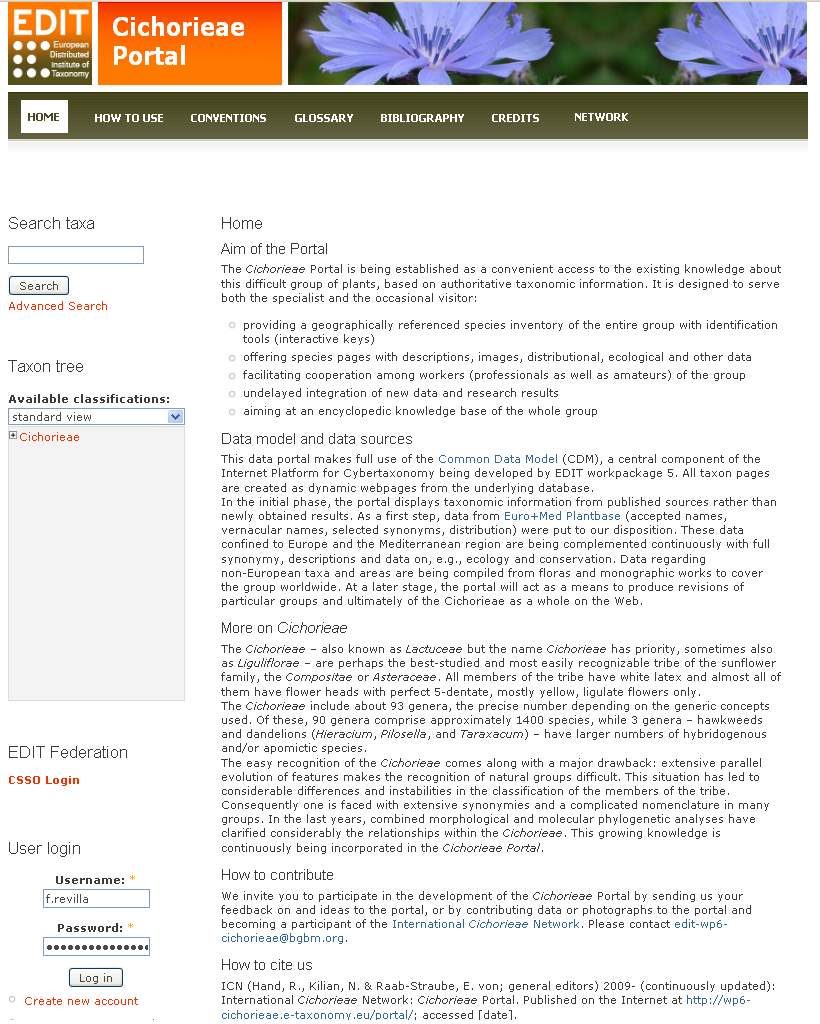 EDIT
European
Distributed
Institute of
Taxonomy
Cichorieae
Portal
HOME HOW TO USE CONVENTIONS GLOSSARY BIBLIOGRAPHY CREDITS NETWORK
Search taxa
Search
Advanced Search
Taxon tree
Available classifications:
standard view
Cichorieae
EDIT Federation
CSSO Login
User login
Username: *
f.revilla
Password: *
Log in
Create new account
Home
Aim of the Portal
The Cichorieae Portal is being established as a convenient access to the existing knowledge about
this difficult group of plants, based on authoritative taxonomic information. It is designed to serve
both the specialist and the occasional visitor:
providing a geographically referenced species inventory of the entire group with identification
tools (interactive keys)
offering species pages with descriptions, images, distributional, ecological and other data
facilitating cooperation among workers (professionals as well as amateurs) of the group
undelayed integration of new data and research results
aiming at an encyclopedic knowledge base of the whole group
Data model and data sources
This data portal makes full use of the Common Data Model (CDM), a central component of the
Internet Platform for Cybertaxonomy being developed by EDIT workpackage 5. All taxon pages
are created as dynamic webpages from the underlying database.
In the initial phase, the portal displays taxonomic information from published sources rather than
newly obtained results. As a first step, data from Euro+Med Plantbase (accepted names,
vernacular names, selected synonyms, distribution) were put to our disposition. These data
confined to Europe and the Mediterranean region are being complemented continuously with full
synonymy, descriptions and data on, e.g., ecology and conservation. Data regarding
non-European taxa and areas are being compiled from floras and monographic works to cover
the group worldwide. At a later stage, the portal will act as a means to produce revisions of
particular groups and ultimately of the Cichorieae as a whole on the Web.
More on Cichorieae
The Cichorieae – also known as Lactuceae but the name Cichorieae has priority, sometimes also
as Liguliflorae – are perhaps the best-studied and most easily recognizable tribe of the sunflower
family, the Compositae or Asteraceae. All members of the tribe have white latex and almost all of
them have flower heads with perfect 5-dentate, mostly yellow, ligulate flowers only.
The Cichorieae include about 93 genera, the precise number depending on the generic concepts
used. Of these, 90 genera comprise approximately 1400 species, while 3 genera – hawkweeds
and dandelions (Hieracium, Pilosella, and Taraxacum) – have larger numbers of hybridogenous
and/or apomictic species.
The easy recognition of the Cichorieae comes along with a major drawback: extensive parallel
evolution of features makes the recognition of natural groups difficult. This situation has led to
considerable differences and instabilities in the classification of the members of the tribe.
Consequently one is faced with extensive synonymies and a complicated nomenclature in many
groups. In the last years, combined morphological and molecular phylogenetic analyses have
clarified considerably the relationships within the Cichorieae. This growing knowledge is
continuously being incorporated in the Cichorieae Portal.
How to contribute
We invite you to participate in the development of the Cichorieae Portal by sending us your
feedback on and ideas to the portal, or by contributing data or photographs to the portal and
becoming a participant of the International Cichorieae Network. Please contact edit-wp6-
cichorieae@bgbm.org.
How to cite us
ICN (Hand, R., Kilian, N. & Raab-Straube, E. von; general editors) 2009- (continuously updated):
International Cichorieae Network: Cichorieae Portal. Published on the Internet at http://wp6-
cichorieae.e-taxonomy.eu/portal/; accessed [date].